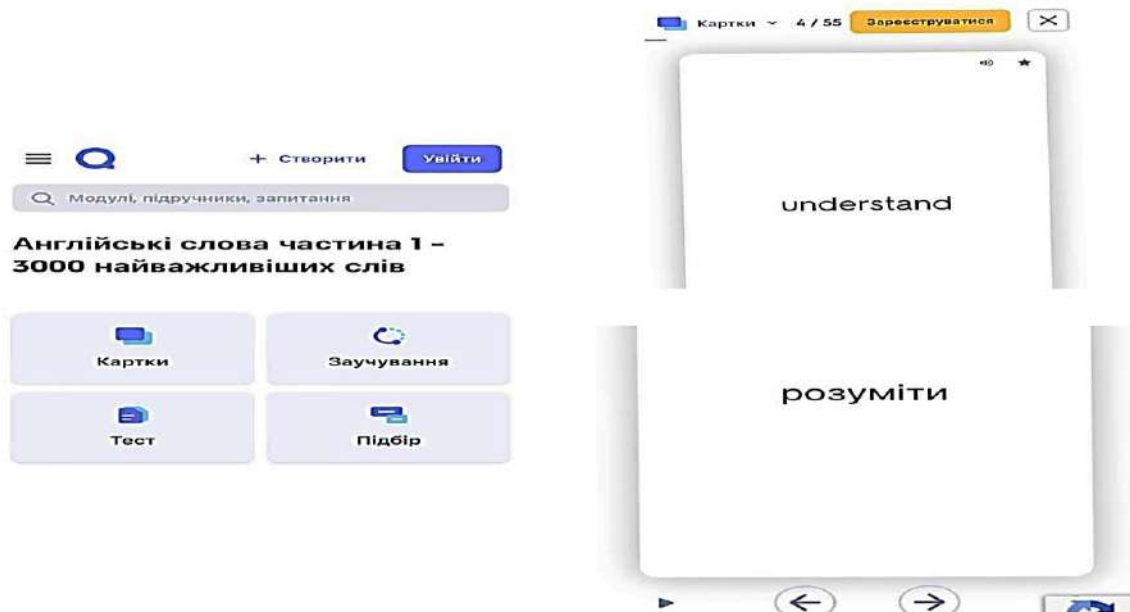 + Створити
Увійти
Модулі, підручники, запитання
Англійські слова частина 1 –
3000 найважливіших слів
Картки
Заучування
Тест
Підбір
Картки 4 / 55 Зареєструватися
understand
розуміти